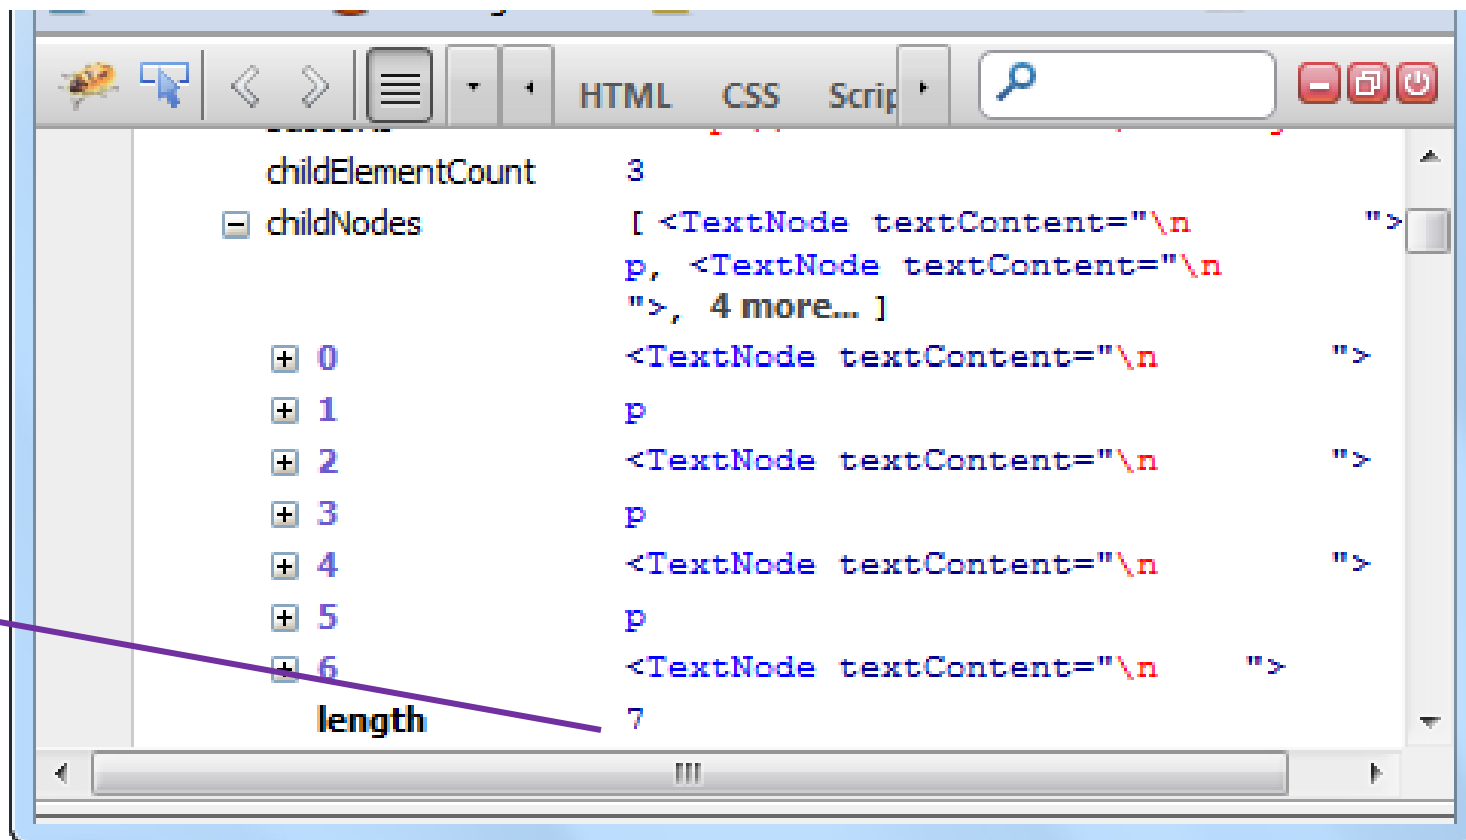 HTML CSS Scrip
childElementCount 3
childNodes [ <TextNode textContent="\n ">
p, <TextNode textContent="\n
">, 4 more... ]
0 <TextNode textContent="\n ">
1 p
2 <TextNode textContent="\n ">
3 p
4 <TextNode textContent="\n ">
5 p
6 <TextNode textContent="\n ">
length 7